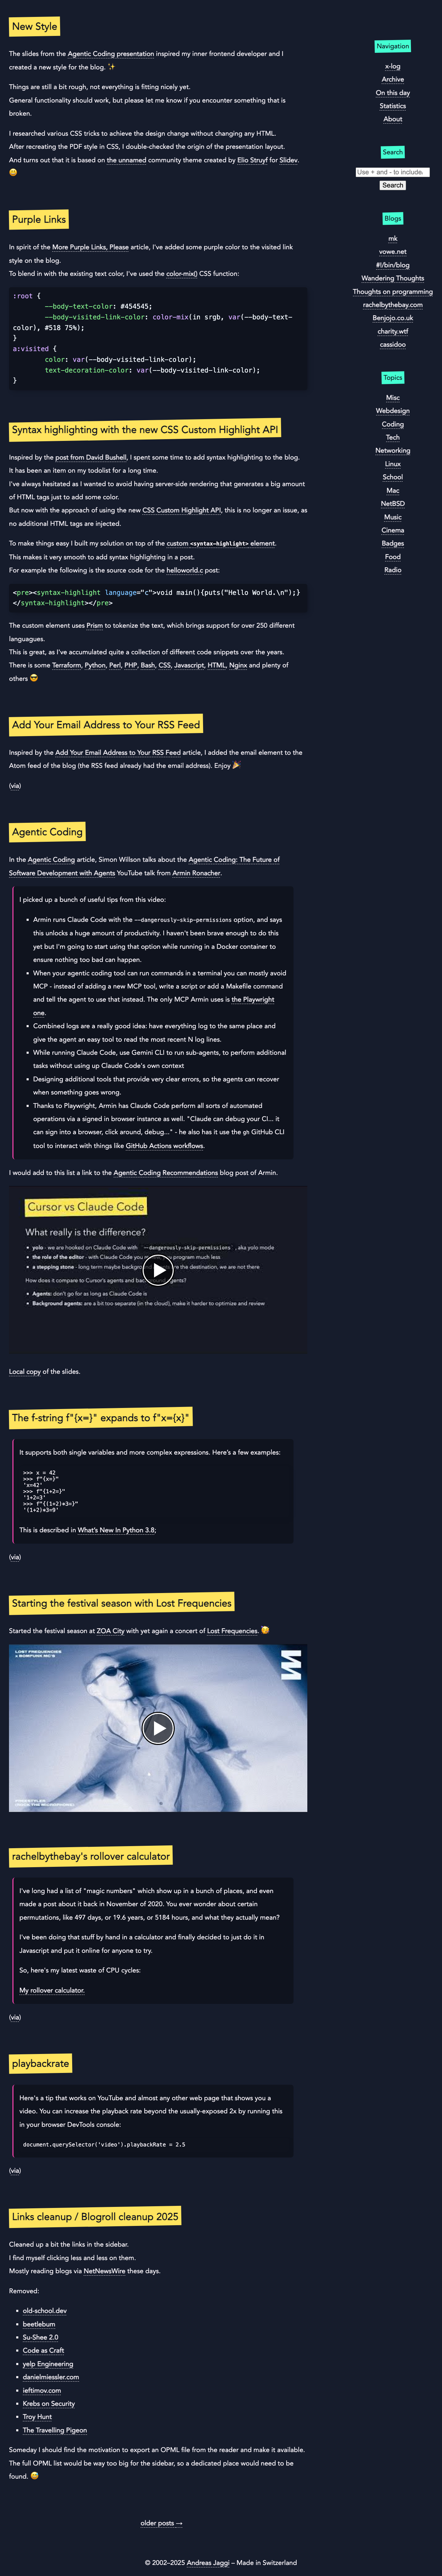 New Style
The slides from the Agentic Coding presentation inspired my inner frontend developer and I
created a new style for the blog. ✨
Things are still a bit rough, not everything is fitting nicely yet.
General functionality should work, but please let me know if you encounter something that is
broken.
I researched various CSS tricks to achieve the design change without changing any HTML.
After recreating the PDF style in CSS, I double-checked the origin of the presentation layout.
And turns out that it is based on the unnamed community theme created by Elio Struyf for Slidev.
😄
Purple Links
In spirit of the More Purple Links, Please article, I've added some purple color to the visited link
style on the blog.
To blend in with the existing text color, I've used the color-mix() CSS function:
:root {
--body-text-color: #454545;
--body-visited-link-color: color-mix(in srgb, var(--body-text-
color), #518 75%);
}
a:visited {
color: var(--body-visited-link-color);
text-decoration-color: var(--body-visited-link-color);
}
Syntax highlighting with the new CSS Custom Highlight API
Inspired by the post from David Bushell, I spent some time to add syntax highlighting to the blog.
It has been an item on my todolist for a long time.
I've always hesitated as I wanted to avoid having server-side rendering that generates a big amount
of HTML tags just to add some color.
But now with the approach of using the new CSS Custom Highlight API, this is no longer an issue, as
no additional HTML tags are injected.
To make things easy I built my solution on top of the custom <syntax-highlight> element.
This makes it very smooth to add syntax highlighting in a post.
For example the following is the source code for the helloworld.c post:
<pre><syntax-highlight language="c">void main(){puts("Hello World.\n");}
</syntax-highlight></pre>
The custom element uses Prism to tokenize the text, which brings support for over 250 different
languagues.
This is great, as I've accumulated quite a collection of different code snippets over the years.
There is some Terraform, Python, Perl, PHP, Bash, CSS, Javascript, HTML, Nginx and plenty of
others 😎
Add Your Email Address to Your RSS Feed
Inspired by the Add Your Email Address to Your RSS Feed article, I added the email element to the
Atom feed of the blog (the RSS feed already had the email address). Enjoy 🎉
(via)
Agentic Coding
In the Agentic Coding article, Simon Willson talks about the Agentic Coding: The Future of
Software Development with Agents YouTube talk from Armin Ronacher.
I picked up a bunch of useful tips from this video:
• Armin runs Claude Code with the --dangerously-skip-permissions option, and says
this unlocks a huge amount of productivity. I haven't been brave enough to do this
yet but I'm going to start using that option while running in a Docker container to
ensure nothing too bad can happen.
• When your agentic coding tool can run commands in a terminal you can mostly avoid
MCP - instead of adding a new MCP tool, write a script or add a Makefile command
and tell the agent to use that instead. The only MCP Armin uses is the Playwright
one.
• Combined logs are a really good idea: have everything log to the same place and
give the agent an easy tool to read the most recent N log lines.
• While running Claude Code, use Gemini CLI to run sub-agents, to perform additional
tasks without using up Claude Code's own context
• Designing additional tools that provide very clear errors, so the agents can recover
when something goes wrong.
• Thanks to Playwright, Armin has Claude Code perform all sorts of automated
operations via a signed in browser instance as well. "Claude can debug your CI... it
can sign into a browser, click around, debug..." - he also has it use the gh GitHub CLI
tool to interact with things like GitHub Actions workflows.
I would add to this list a link to the Agentic Coding Recommendations blog post of Armin.
Cursor vs Claude Code
What really is the difference?
• yolo - we are hooked on Claude Code with --dangerously-skip-permissions, aka yolo mode
• the role of the editor - with Claude Code you program much less
• a stepping stone - long term maybe background the destination, we are not there
How does it compare to Cursor's agents and background agents?
• Agents: don't go for as long as Claude Code is
• Background agents: are a bit too separate (in the cloud), make it harder to optimize and review
Local copy of the slides.
The f-string f"{x=}" expands to f"x={x}"
It supports both single variables and more complex expressions. Here's a few examples:
>>> x = 42
>>> f"{x=}"
'x=42'
>>> f"{1+2=}"
'1+2=3'
>>> f"{(1+2)*3=}"
'(1+2)*3=9'
This is described in What's New In Python 3.8;
(via)
Starting the festival season with Lost Frequencies
Started the festival season at ZOA City with yet again a concert of Lost Frequencies. 🥳
LOST FREQUENCIES
x BOMFUNK MC'S
rachelbythebay's rollover calculator
I've long had a list of "magic numbers" which show up in a bunch of places, and even
made a post about it back in November of 2020. You ever wonder about certain
permutations, like 497 days, or 19.6 years, or 5184 hours, and what they actually mean?
I've been doing that stuff by hand in a calculator and finally decided to just do it in
Javascript and put it online for anyone to try.
So, here's my latest waste of CPU cycles:
My rollover calculator.
(via)
playbackrate
Here's a tip that works on YouTube and almost any other web page that shows you a
video. You can increase the playback rate beyond the usually-exposed 2x by running this
in your browser DevTools console:
document.querySelector('video').playbackRate = 2.5
(via)
Links cleanup / Blogroll cleanup 2025
Cleaned up a bit the links in the sidebar.
I find myself clicking less and less on them.
Mostly reading blogs via NetNewsWire these days.
Removed:
• old-school.dev
• beetlebum
• Su-Shee 2.0
• Code as Craft
• yelp Engineering
• danielmiessler.com
• ieftimov.com
• Krebs on Security
• Troy Hunt
• The Travelling Pigeon
Someday I should find the motivation to export an OPML file from the reader and make it available.
The full OPML list would be way too big for the sidebar, so a dedicated place would need to be
found. 😅
older posts →
© 2002–2025 Andreas Jaggi – Made in Switzerland
Navigation
x-log
Archive
On this day
Statistics
About
Search
Use + and - to include
Search
Blogs
mk
vowe.net
#!/bin/blog
Wandering Thoughts
Thoughts on programming
rachelbythebay.com
Benjojo.co.uk
charity.wtf
cassidoo
Topics
Misc
Webdesign
Coding
Tech
Networking
Linux
School
Mac
NetBSD
Music
Cinema
Badges
Food
Radio